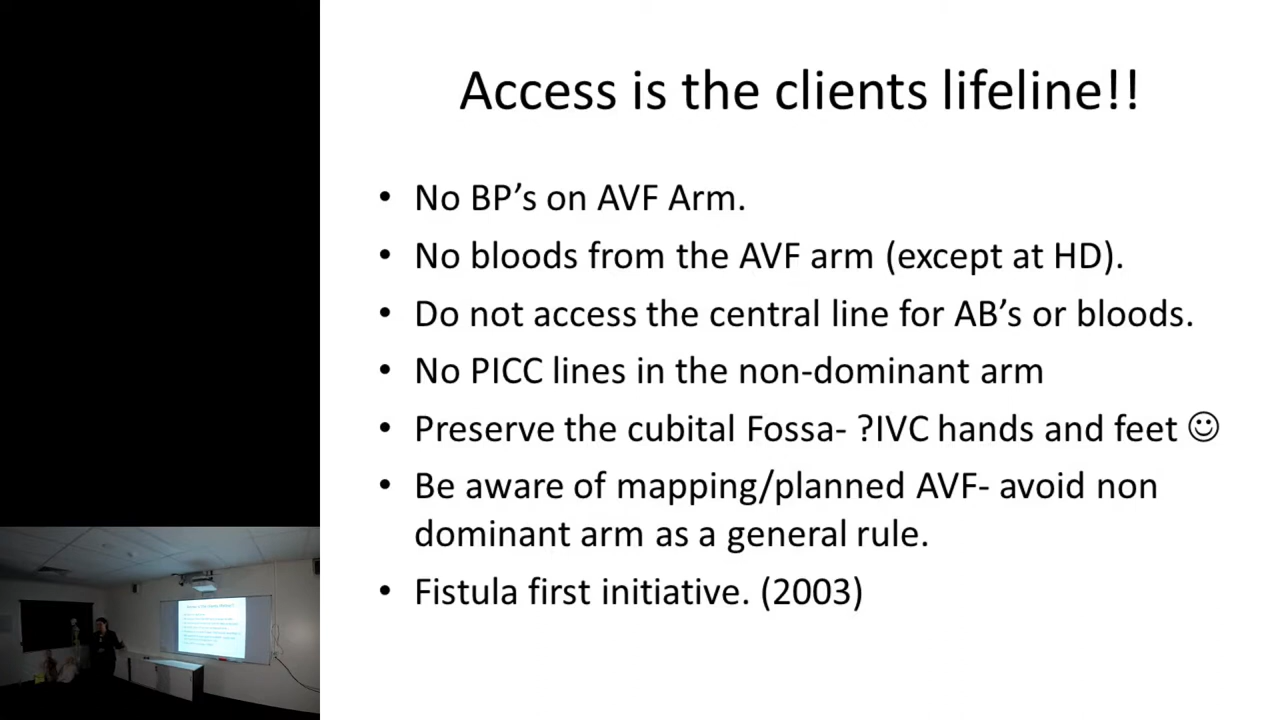 Access is the clients lifeline!!
• No BP’s on AVF Arm.
• No bloods from the AVF arm (except at HD).
• Do not access the central line for AB’s or bloods.
• No PICC lines in the non-dominant arm
• Preserve the cubital Fossa- ?IVC hands and feet ☺
• Be aware of mapping/planned AVF- avoid non
dominant arm as a general rule.
• Fistula first initiative. (2003)